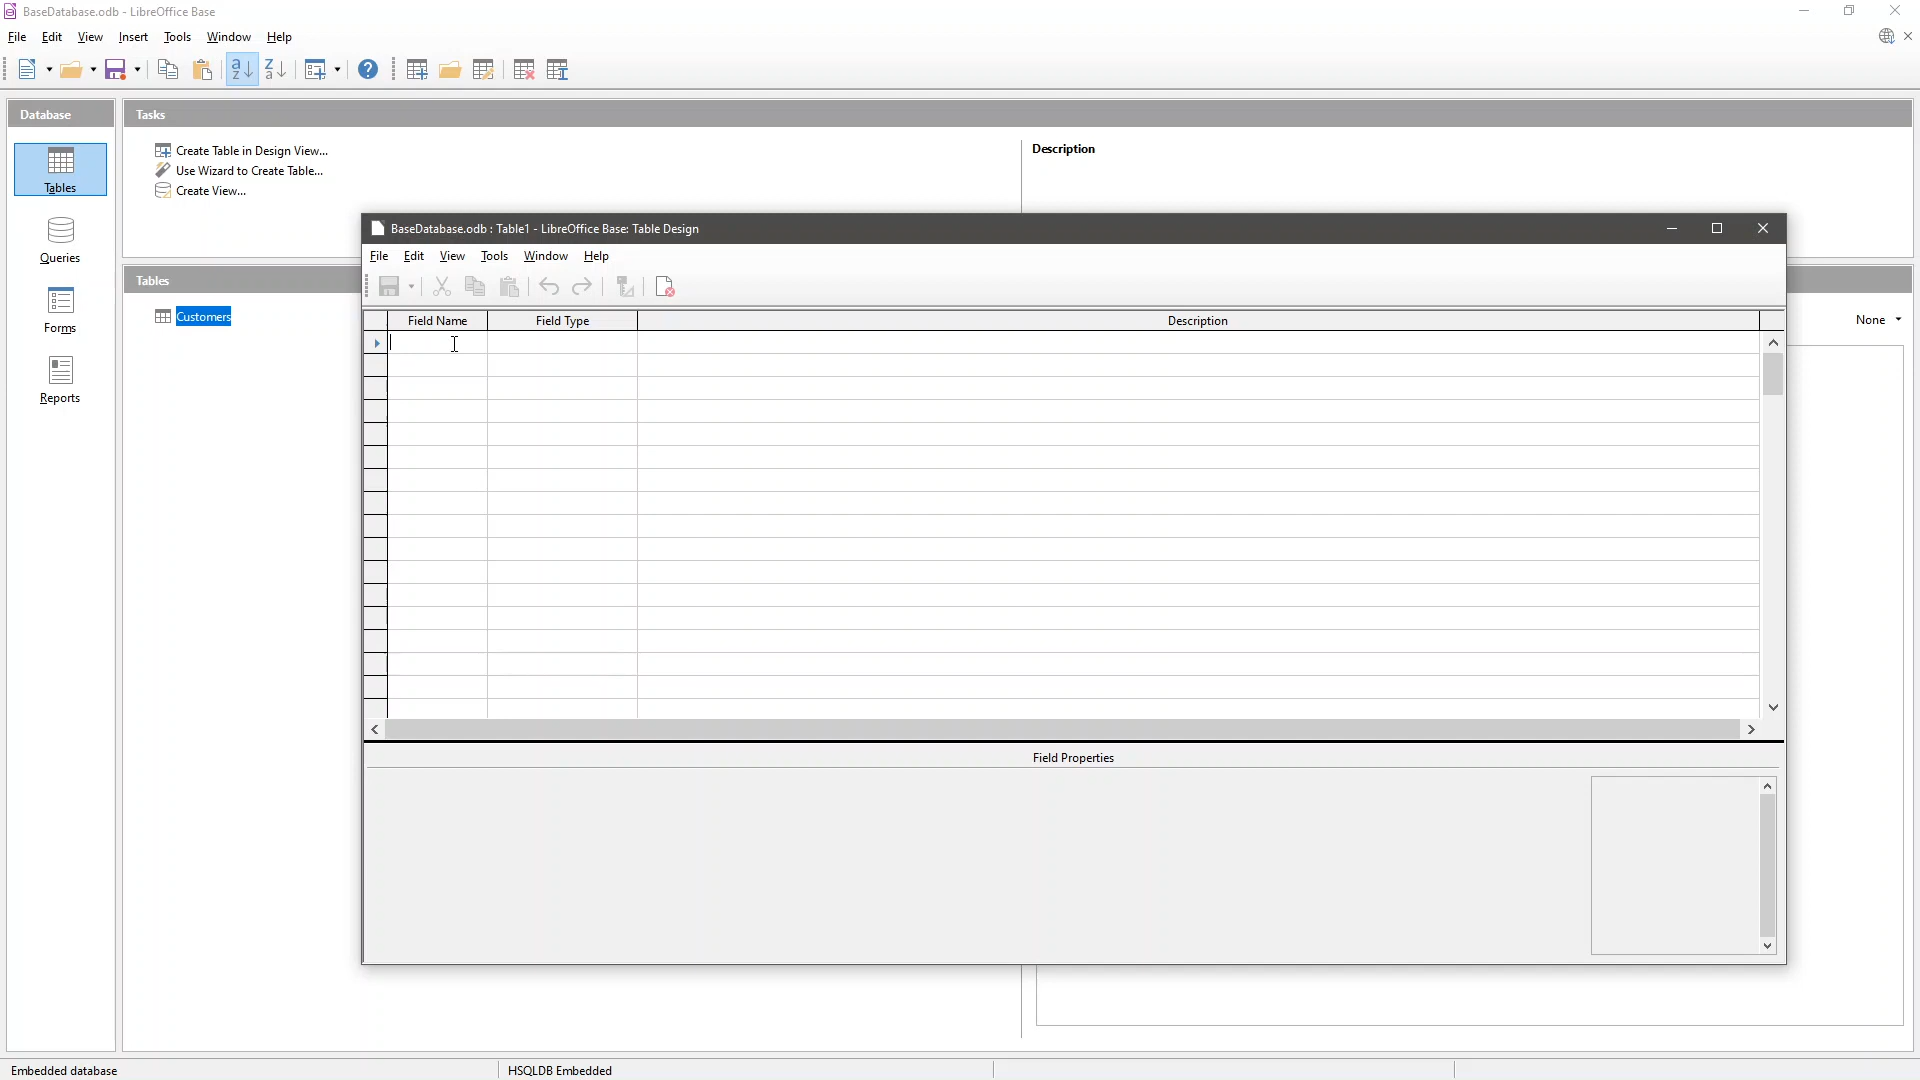 BaseDatabase.odb - LibreOffice Base
File Edit View Insert Tools Window Help
Database
Tasks
Tables
Queries
Forms
Reports
Create Table in Design View...
Use Wizard to Create Table...
Create View...
Description
Tables
Customers
None
BaseDatabase.odb : Table1 - LibreOffice Base: Table Design
File Edit View Tools Window Help
Field Name Field Type Description
Field Properties
Embedded database HSQLDB Embedded